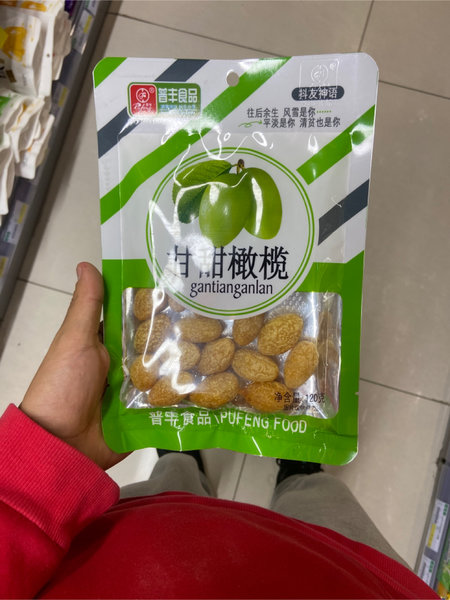 普丰食品
抖友神语
往后余生 风雪是你······
平淡是你 清贫也是你
甘甜橄榄
gantianganlan
净含量：120克
普丰食品 PUFENG FOOD